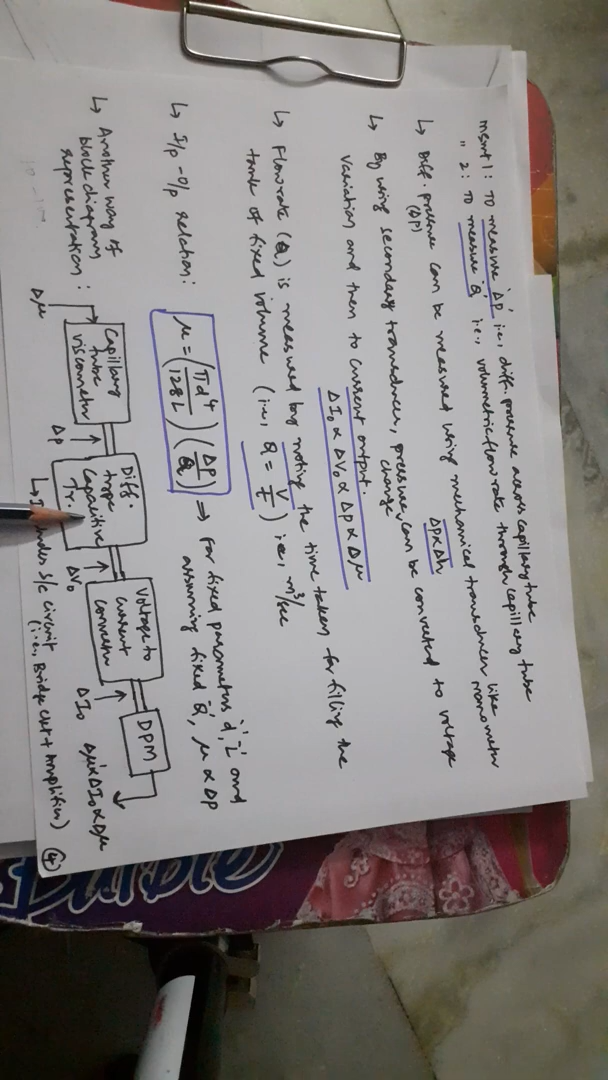 msmt 1: To measure 'ΔP' i.e., diff. pressure across capillary tube
" 2: To measure 'Q' i.e., volumetric flow rate through capillary tube
↳ Diff. pressure can be measured using mechanical transducer like
(ΔP) ΔP∝Δh manometer
↳ By using secondary transducer, pressure can be converted to voltage
change
variation and then to current output.
ΔI₀ ∝ ΔV₀ ∝ ΔP ∝ Δμ
↳ Flow rate (Q) is measured by noting the time taken for filling the
tank of fixed volume (i.e., Q = V/t) i.e., m³/sec
↳ I/p - o/p relation: μ = (πd⁴/128L) (ΔP/Q) ⇒ For fixed parameters 'd', 'L' and
assuming fixed 'Q', μ ∝ ΔP
↳ Another way of
block diagram
representation:
Δμ
Capillary
tube
viscometer
ΔP
Diff.
type
Capacitive
Tr.
ΔV₀
Voltage to
current
converter
ΔI₀
DPM
ΔI₀ ∝ Δμ
↳ s/c circuit
(i.e., Bridge Ckt + Amplifier)
4